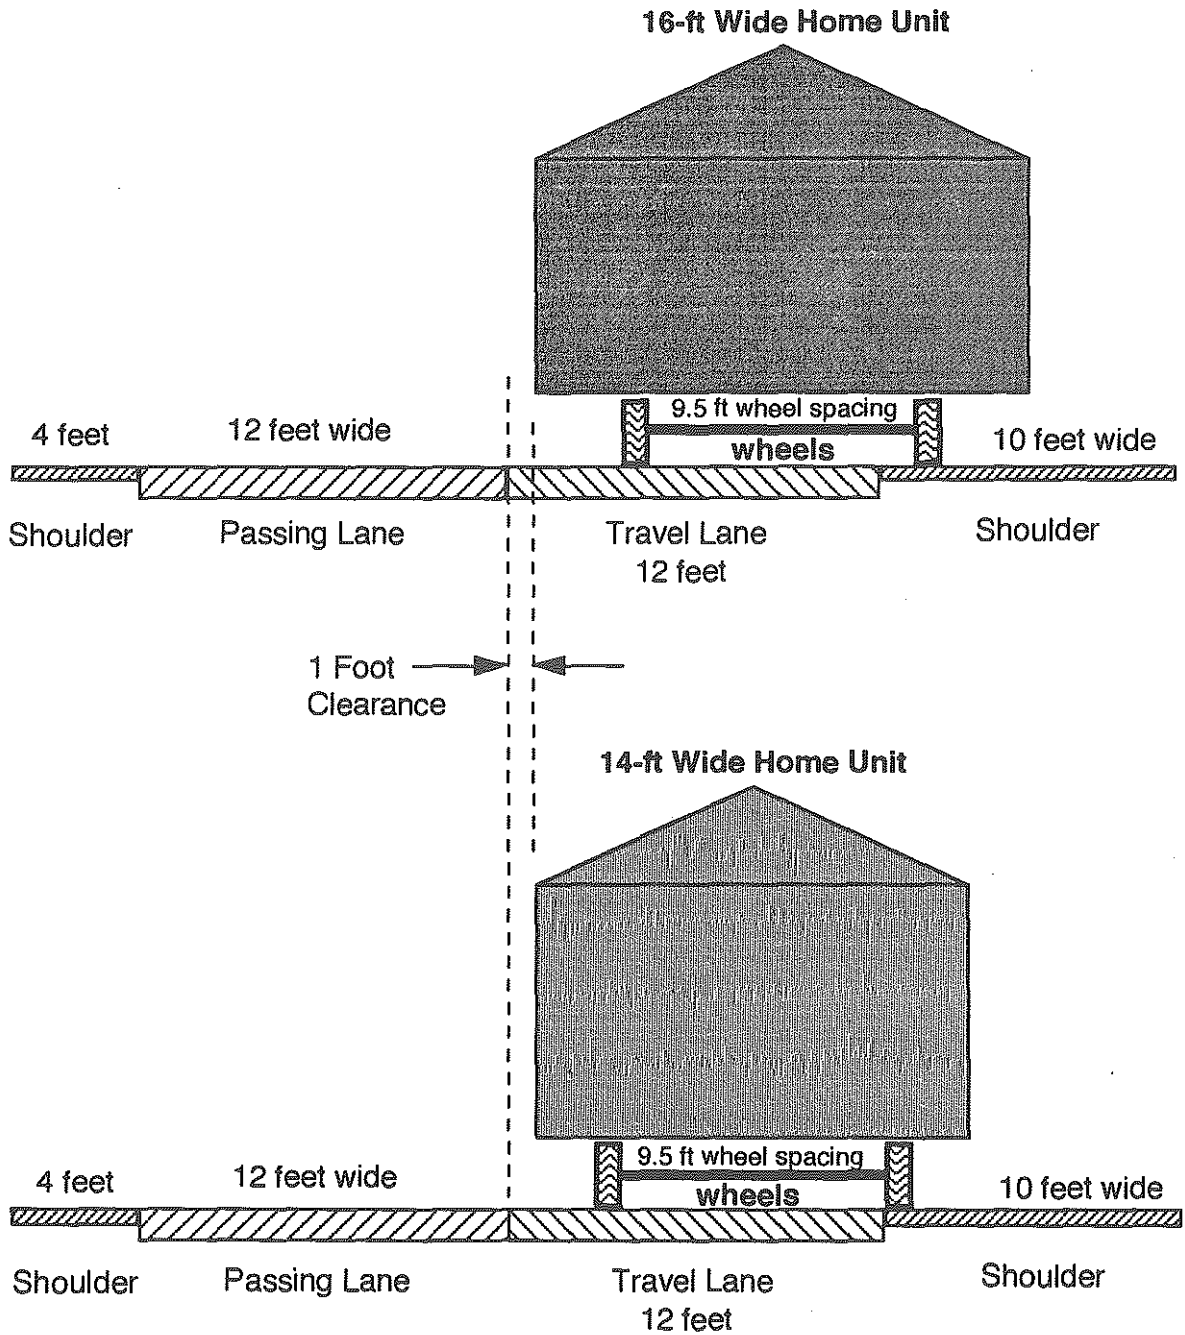 16-ft Wide Home Unit
9.5 ft wheel spacing
wheels
4 feet
12 feet wide
10 feet wide
Shoulder
Passing Lane
Travel Lane
12 feet
Shoulder
1 Foot
Clearance
14-ft Wide Home Unit
9.5 ft wheel spacing
wheels
4 feet
12 feet wide
10 feet wide
Shoulder
Passing Lane
Travel Lane
12 feet
Shoulder